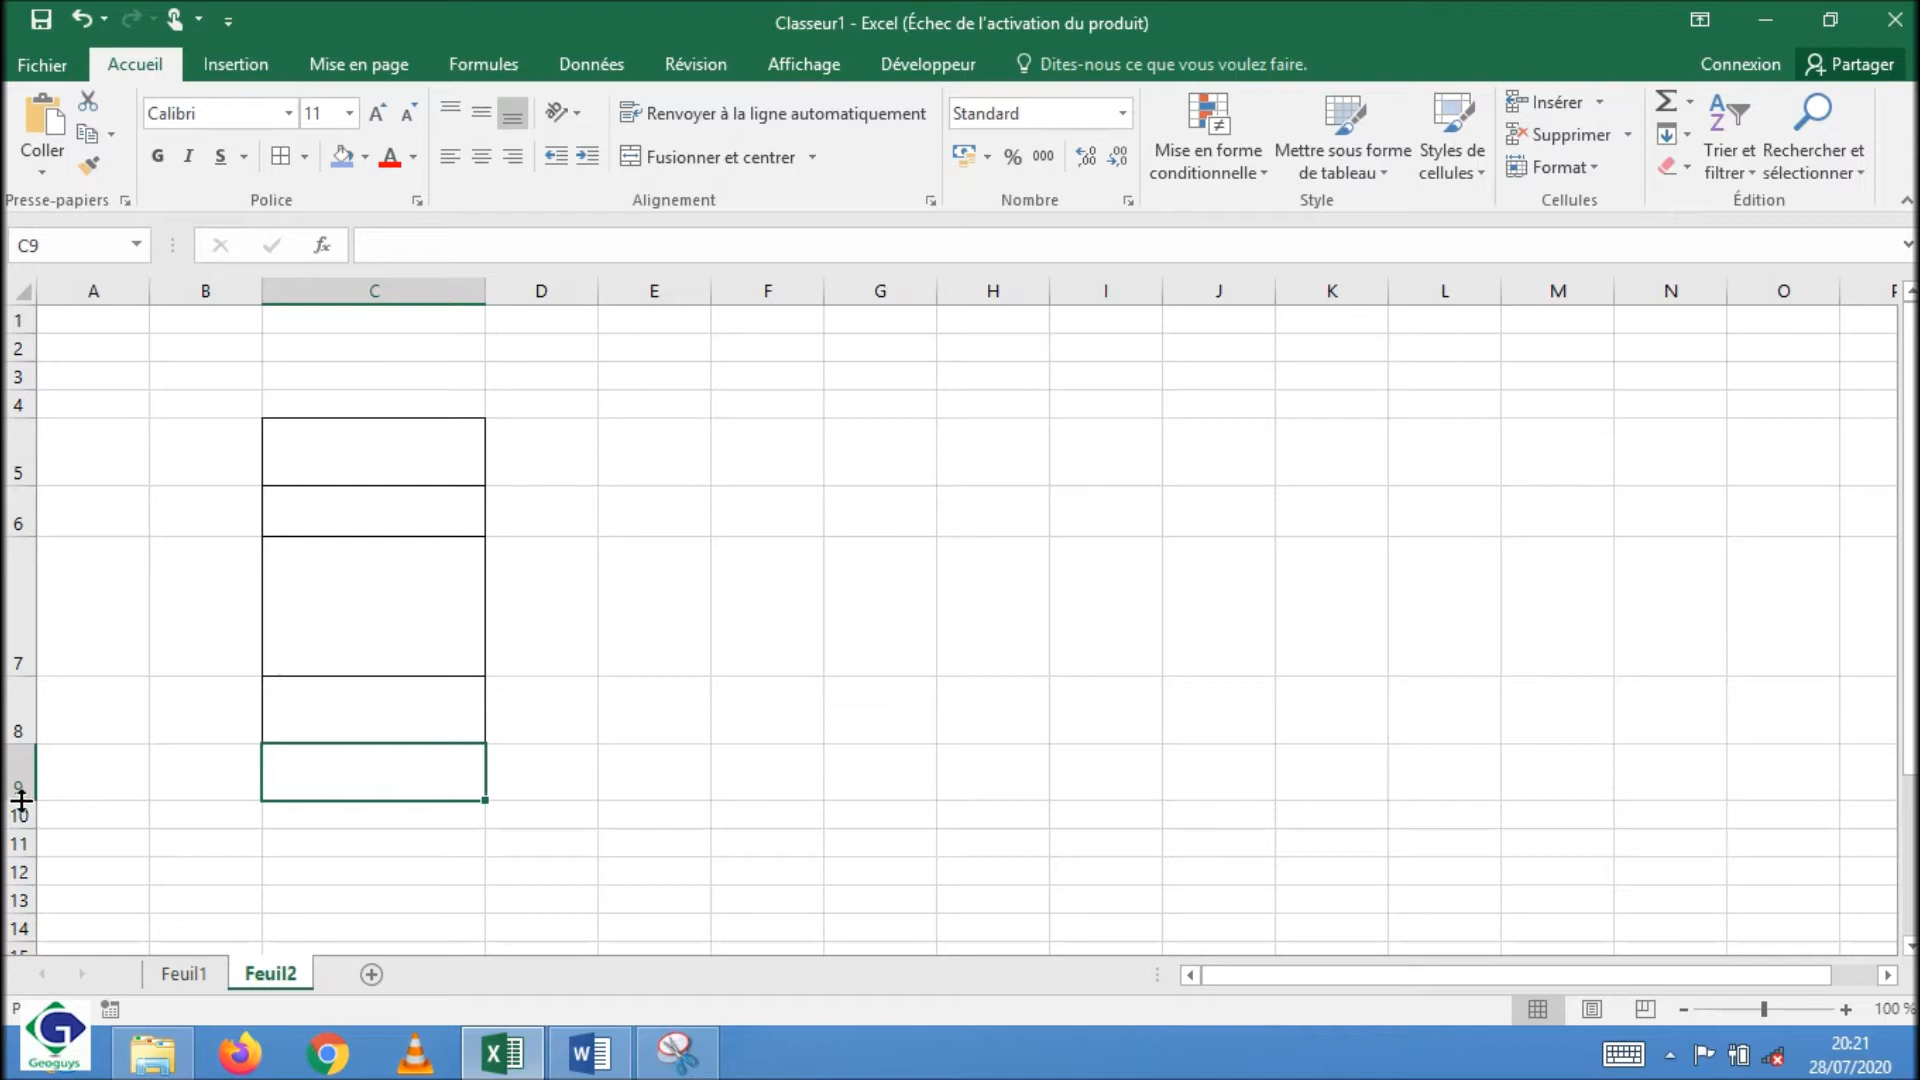 Classeur1 - Excel (Échec de l'activation du produit)
Fichier Accueil Insertion Mise en page Formules Données Révision Affichage Développeur Dites-nous ce que vous voulez faire. Connexion Partager
Coller
Presse-papiers
Calibri 11
G I S
Police
Renvoyer à la ligne automatiquement
Fusionner et centrer
Alignement
Standard
% 000
Nombre
Mise en forme conditionnelle
Mettre sous forme de tableau
Styles de cellules
Style
Insérer
Supprimer
Format
Cellules
Trier et filtrer
Rechercher et sélectionner
Édition
C9 fx
A B C D E F G H I J K L M N O
1
2
3
4
5
6
7
8
9
10
11
12
13
14
Feuil1 Feuil2
100 %
Geoguys
20:21
28/07/2020